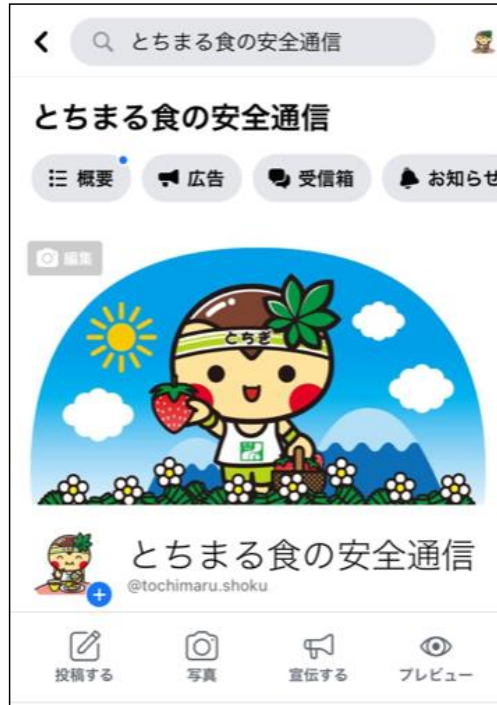 とちまる食の安全通信
とちまる食の安全通信
概要 広告 受信箱 お知らせ
編集
とちぎ
とちまる食の安全通信
@tochimaru.shoku
投稿する 写真 宣伝する プレビュー